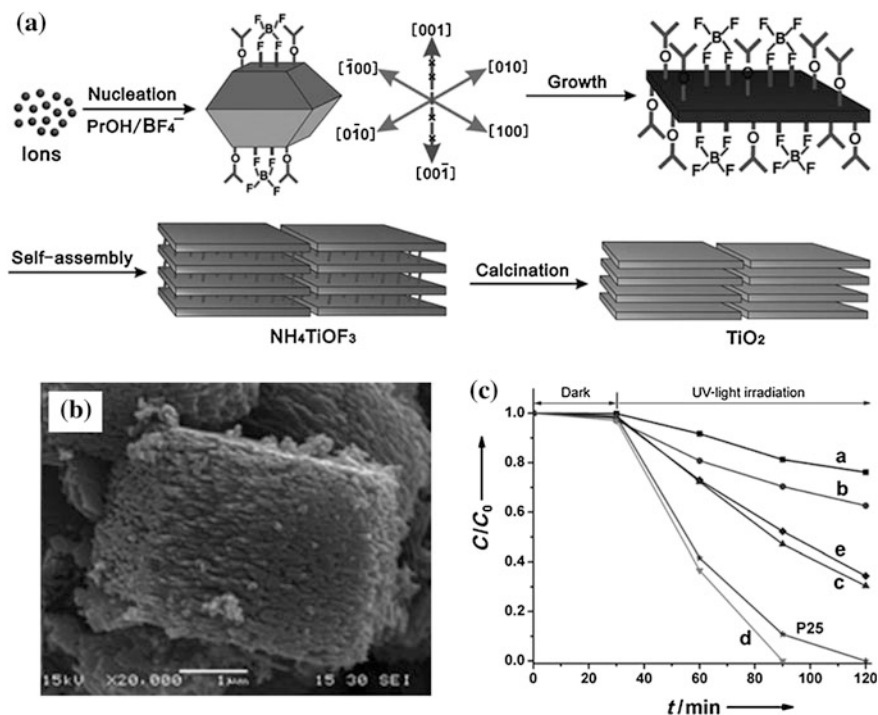 (a)
Ions
Nucleation
PrOH/BF₄⁻
F F
B
O F F O
O F F O
B
F F
[001]
[1̄00] [010]
[01̄0] [100]
[001̄]
Growth
F F F F
B B
O F F O F F O
O O O
O O O
F F O F F
B B
F F F F
Self-assembly
NH₄TiOF₃
Calcination
TiO₂
(b)
15kV X20,000 1μm 15 30 SEI
(c)
Dark UV-light irradiation
1.0
0.8
0.6
0.4
0.2
0.0
C/C₀
a
b
e
c
P25
d
0 20 40 60 80 100 120
t/min